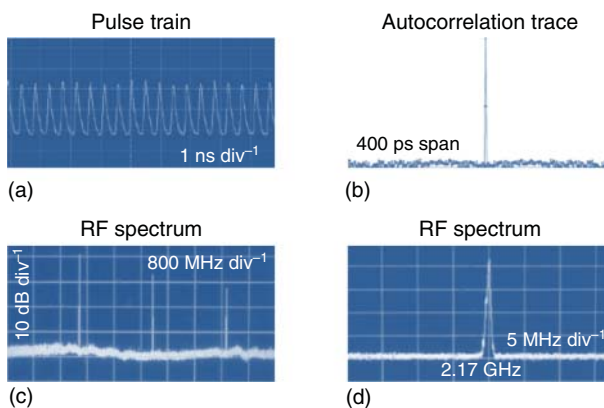 Pulse train
Autocorrelation trace
1 ns div⁻¹
400 ps span
(a)
(b)
RF spectrum
RF spectrum
10 dB div⁻¹
800 MHz div⁻¹
5 MHz div⁻¹
2.17 GHz
(c)
(d)